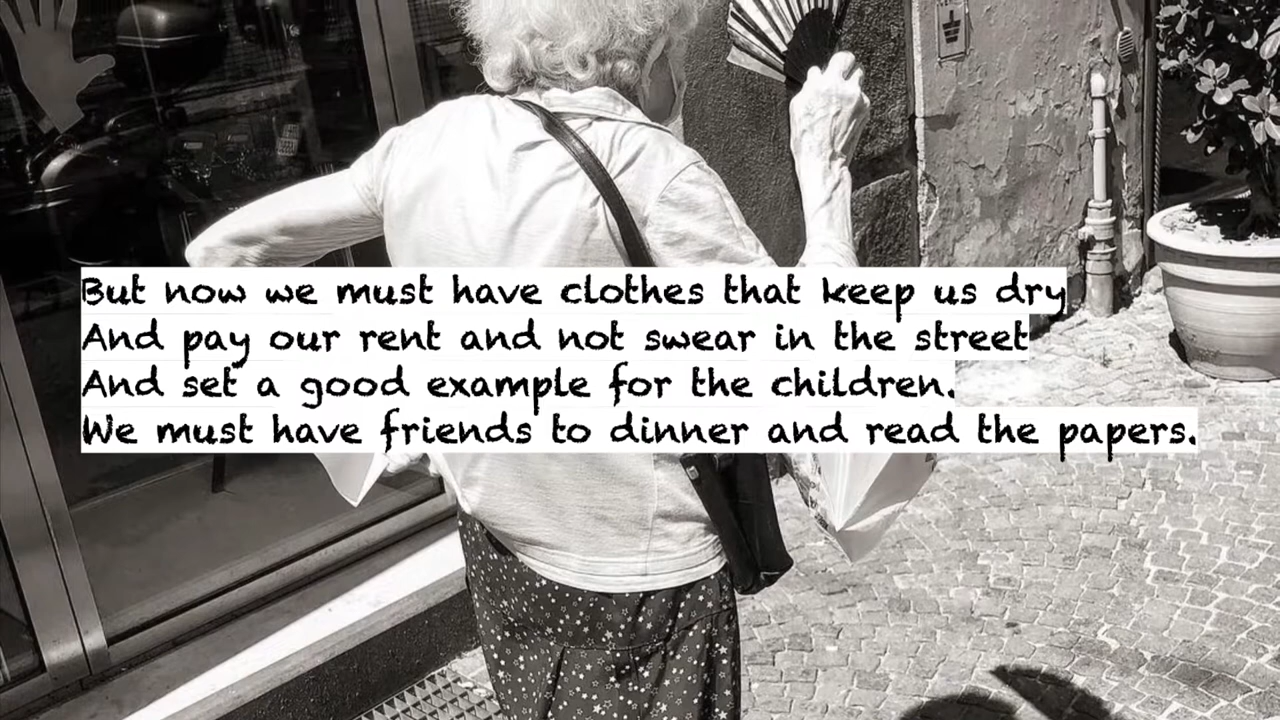 But now we must have clothes that keep us dry
And pay our rent and not swear in the street
And set a good example for the children.
We must have friends to dinner and read the papers.